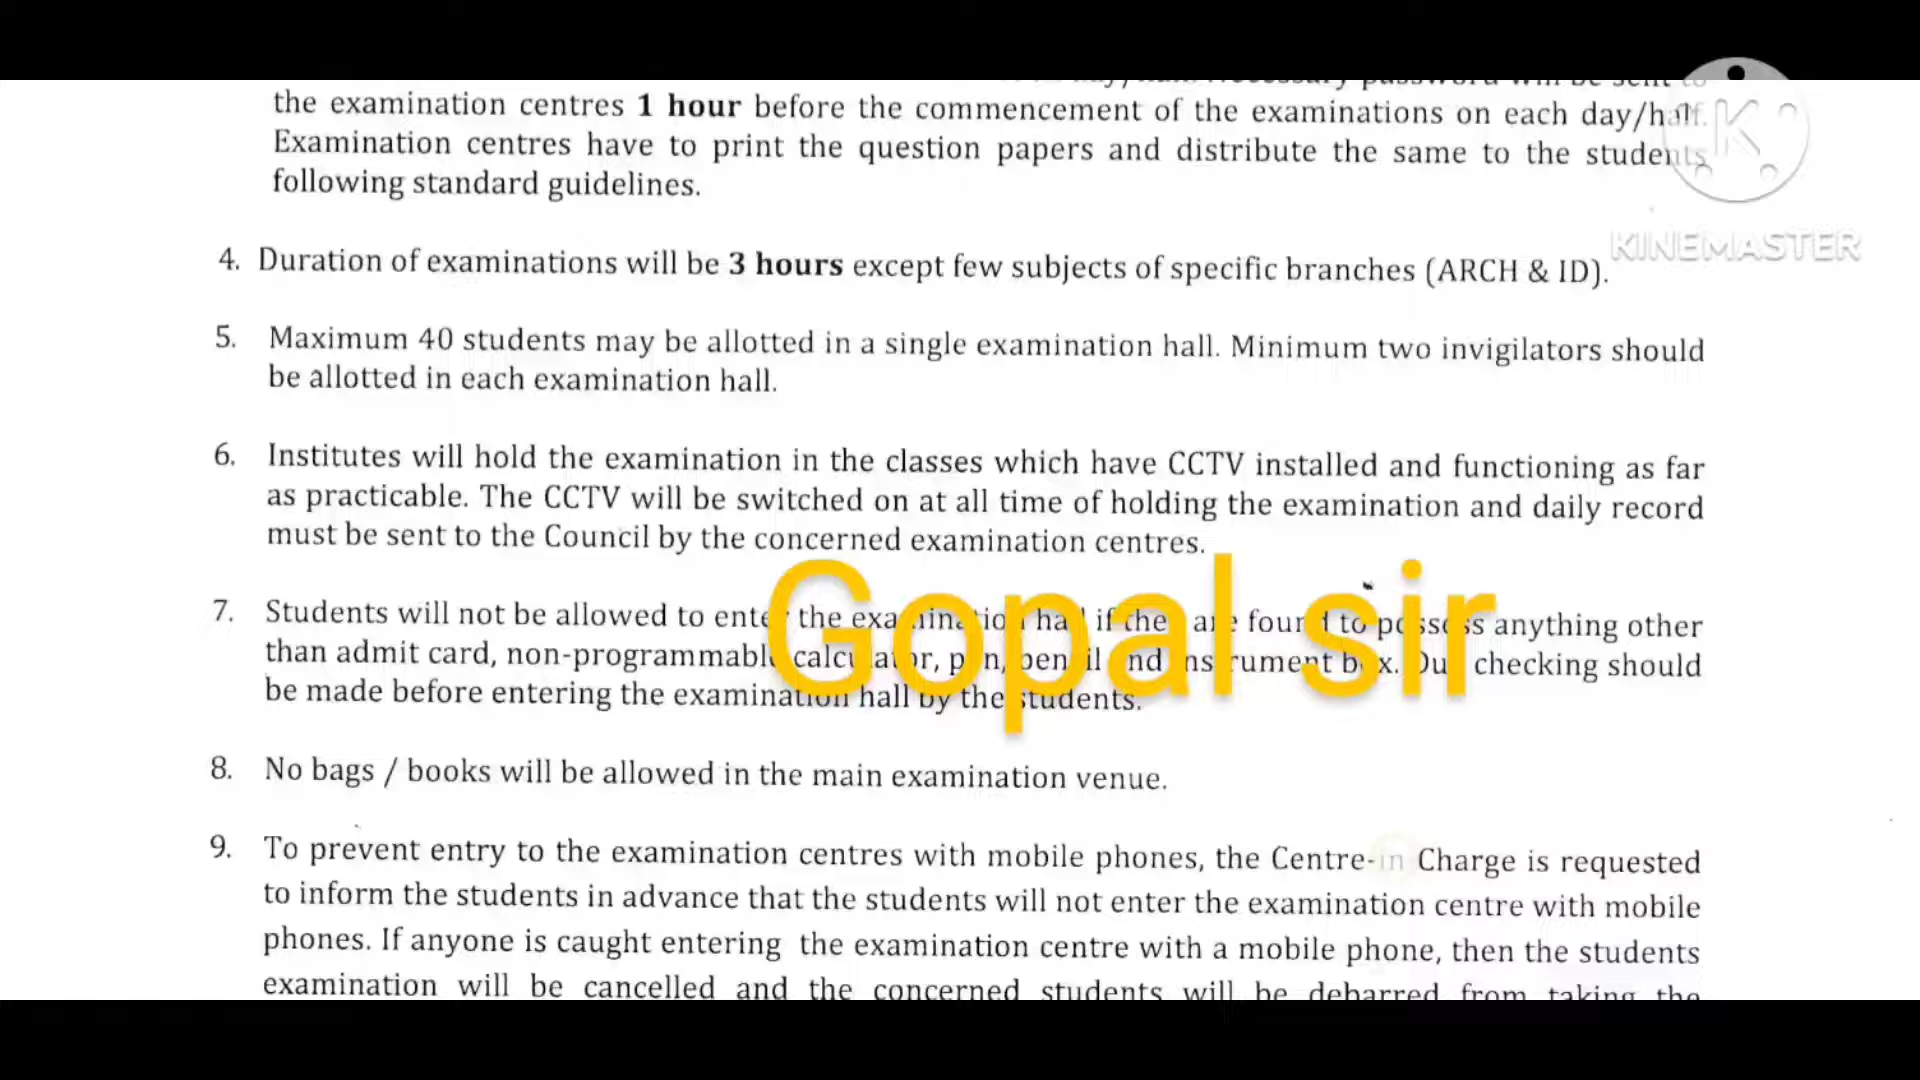 the examination centres 1 hour before the commencement of the examinations on each day/half.
Examination centres have to print the question papers and distribute the same to the students
following standard guidelines.
4. Duration of examinations will be 3 hours except few subjects of specific branches (ARCH & ID).
5. Maximum 40 students may be allotted in a single examination hall. Minimum two invigilators should
be allotted in each examination hall.
6. Institutes will hold the examination in the classes which have CCTV installed and functioning as far
as practicable. The CCTV will be switched on at all time of holding the examination and daily record
must be sent to the Council by the concerned examination centres.
7. Students will not be allowed to enter the examination hall if they are found to possess anything other
than admit card, non-programmable calculator, pen, pencil and instrument box. Due checking should
be made before entering the examination hall by the students.
8. No bags / books will be allowed in the main examination venue.
9. To prevent entry to the examination centres with mobile phones, the Centre-in Charge is requested
to inform the students in advance that the students will not enter the examination centre with mobile
phones. If anyone is caught entering the examination centre with a mobile phone, then the students
examination will be cancelled and the concerned students will be debarred from taking the
Gopal sir
KINEMASTER